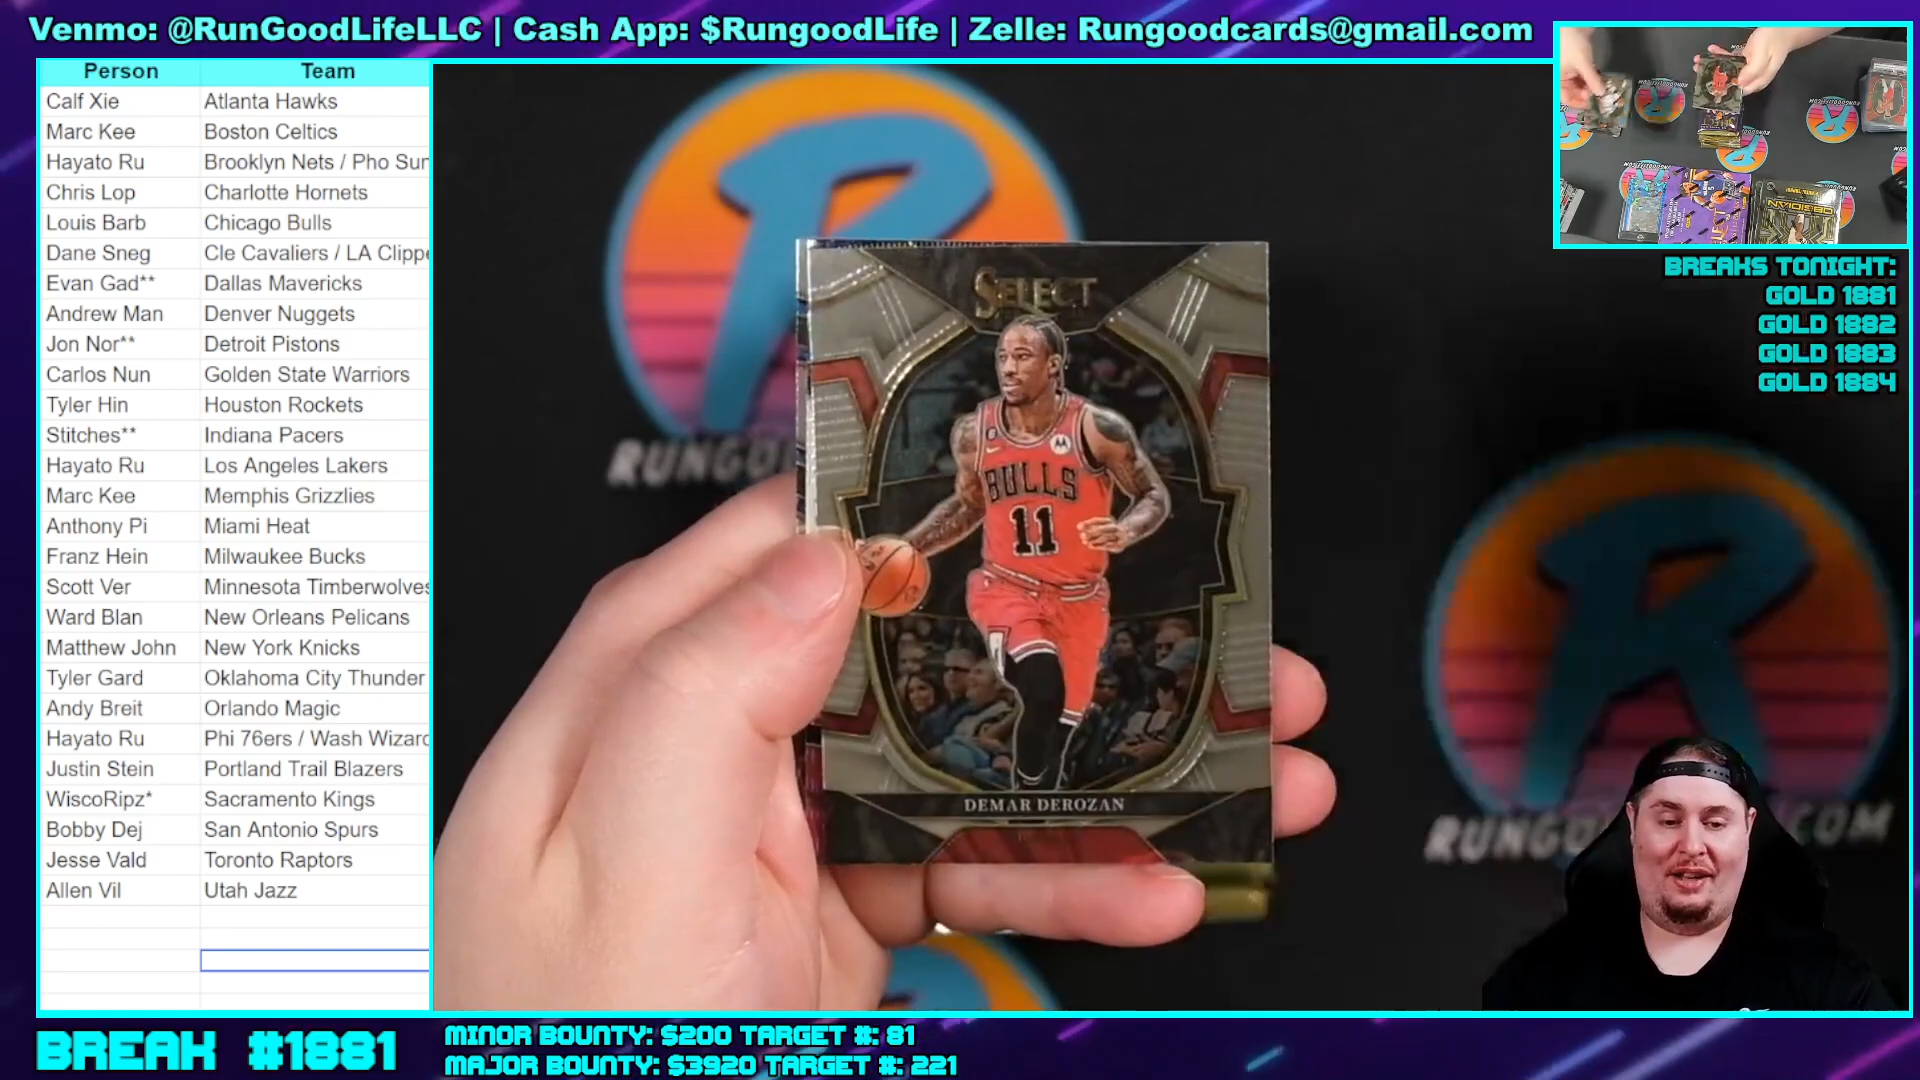 Venmo: @RunGoodLifeLLC | Cash App: $RungoodLife | Zelle: Rungoodcards@gmail.com
Person Team
Calf Xie Atlanta Hawks
Marc Kee Boston Celtics
Hayato Ru Brooklyn Nets / Pho Sun
Chris Lop Charlotte Hornets
Louis Barb Chicago Bulls
Dane Sneg Cle Cavaliers / LA Clippe
Evan Gad** Dallas Mavericks
Andrew Man Denver Nuggets
Jon Nor** Detroit Pistons
Carlos Nun Golden State Warriors
Tyler Hin Houston Rockets
Stitches** Indiana Pacers
Hayato Ru Los Angeles Lakers
Marc Kee Memphis Grizzlies
Anthony Pi Miami Heat
Franz Hein Milwaukee Bucks
Scott Ver Minnesota Timberwolves
Ward Blan New Orleans Pelicans
Matthew John New York Knicks
Tyler Gard Oklahoma City Thunder
Andy Breit Orlando Magic
Hayato Ru Phi 76ers / Wash Wizard
Justin Stein Portland Trail Blazers
WiscoRipz* Sacramento Kings
Bobby Dej San Antonio Spurs
Jesse Vald Toronto Raptors
Allen Vil Utah Jazz
SELECT
BULLS
11
DEMAR DEROZAN
OBSIDIAN
BREAKS TONIGHT:
GOLD 1881
GOLD 1882
GOLD 1883
GOLD 1884
BREAK #1881
MINOR BOUNTY: $200 TARGET #: 81
MAJOR BOUNTY: $3920 TARGET #: 221